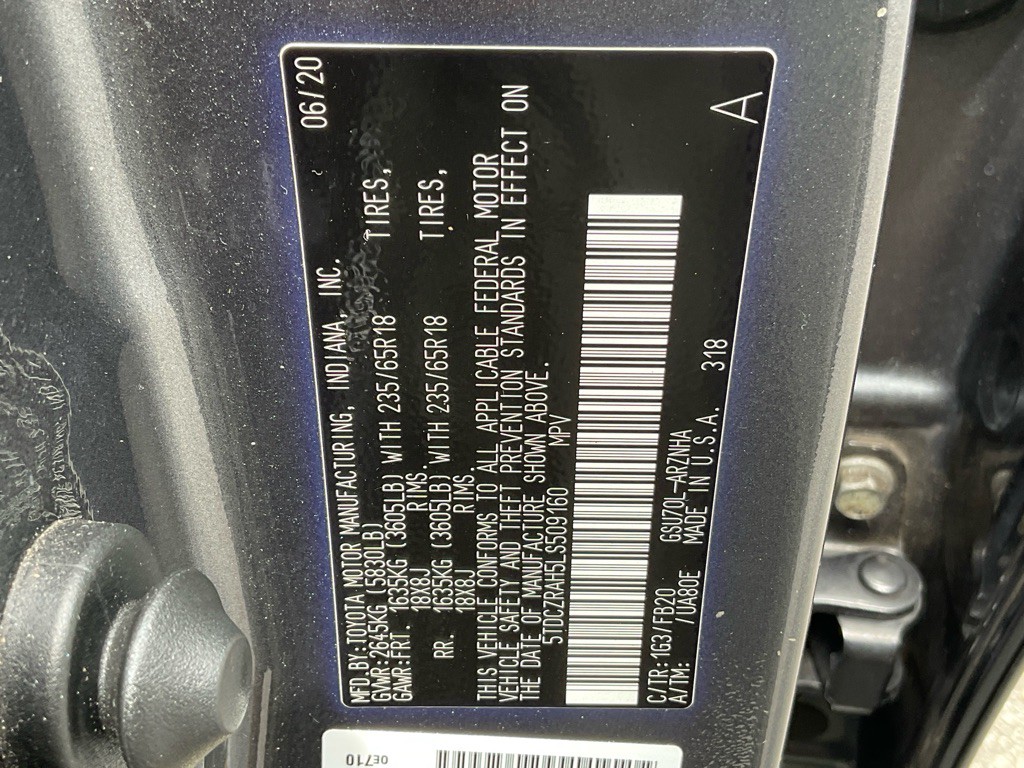 MFD.BY:TOYOTA MOTOR MANUFACTURING, INDIANA, INC. 06/20
GVWR:2645KG (5830LB)
GAWR:FRT. 1635KG (3605LB) WITH 235/65R18 TIRES,
18X8J RIMS.
RR. 1635KG (3605LB) WITH 235/65R18 TIRES,
18X8J RIMS.
THIS VEHICLE CONFORMS TO ALL APPLICABLE FEDERAL MOTOR
VEHICLE SAFETY AND THEFT PREVENTION STANDARDS IN EFFECT ON
THE DATE OF MANUFACTURE SHOWN ABOVE.
5TDCZRAH5LS509160 MPV
C/TR:1G3/FB20 GSU70L-ARZNHA
A/TM: /UA80E MADE IN U.S.A. 318 A
0E710